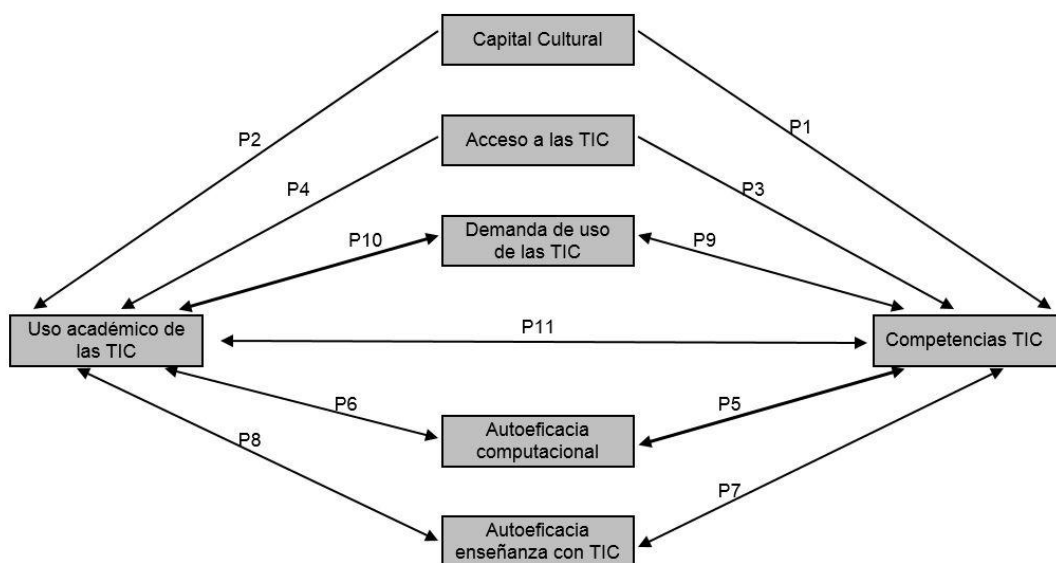 Capital Cultural
P2
P1
Acceso a las TIC
P4
P3
Demanda de uso
de las TIC
P10
P9
Uso académico de
las TIC
P11
Competencias TIC
P6
P5
Autoeficacia
computacional
P8
P7
Autoeficacia
enseñanza con TIC